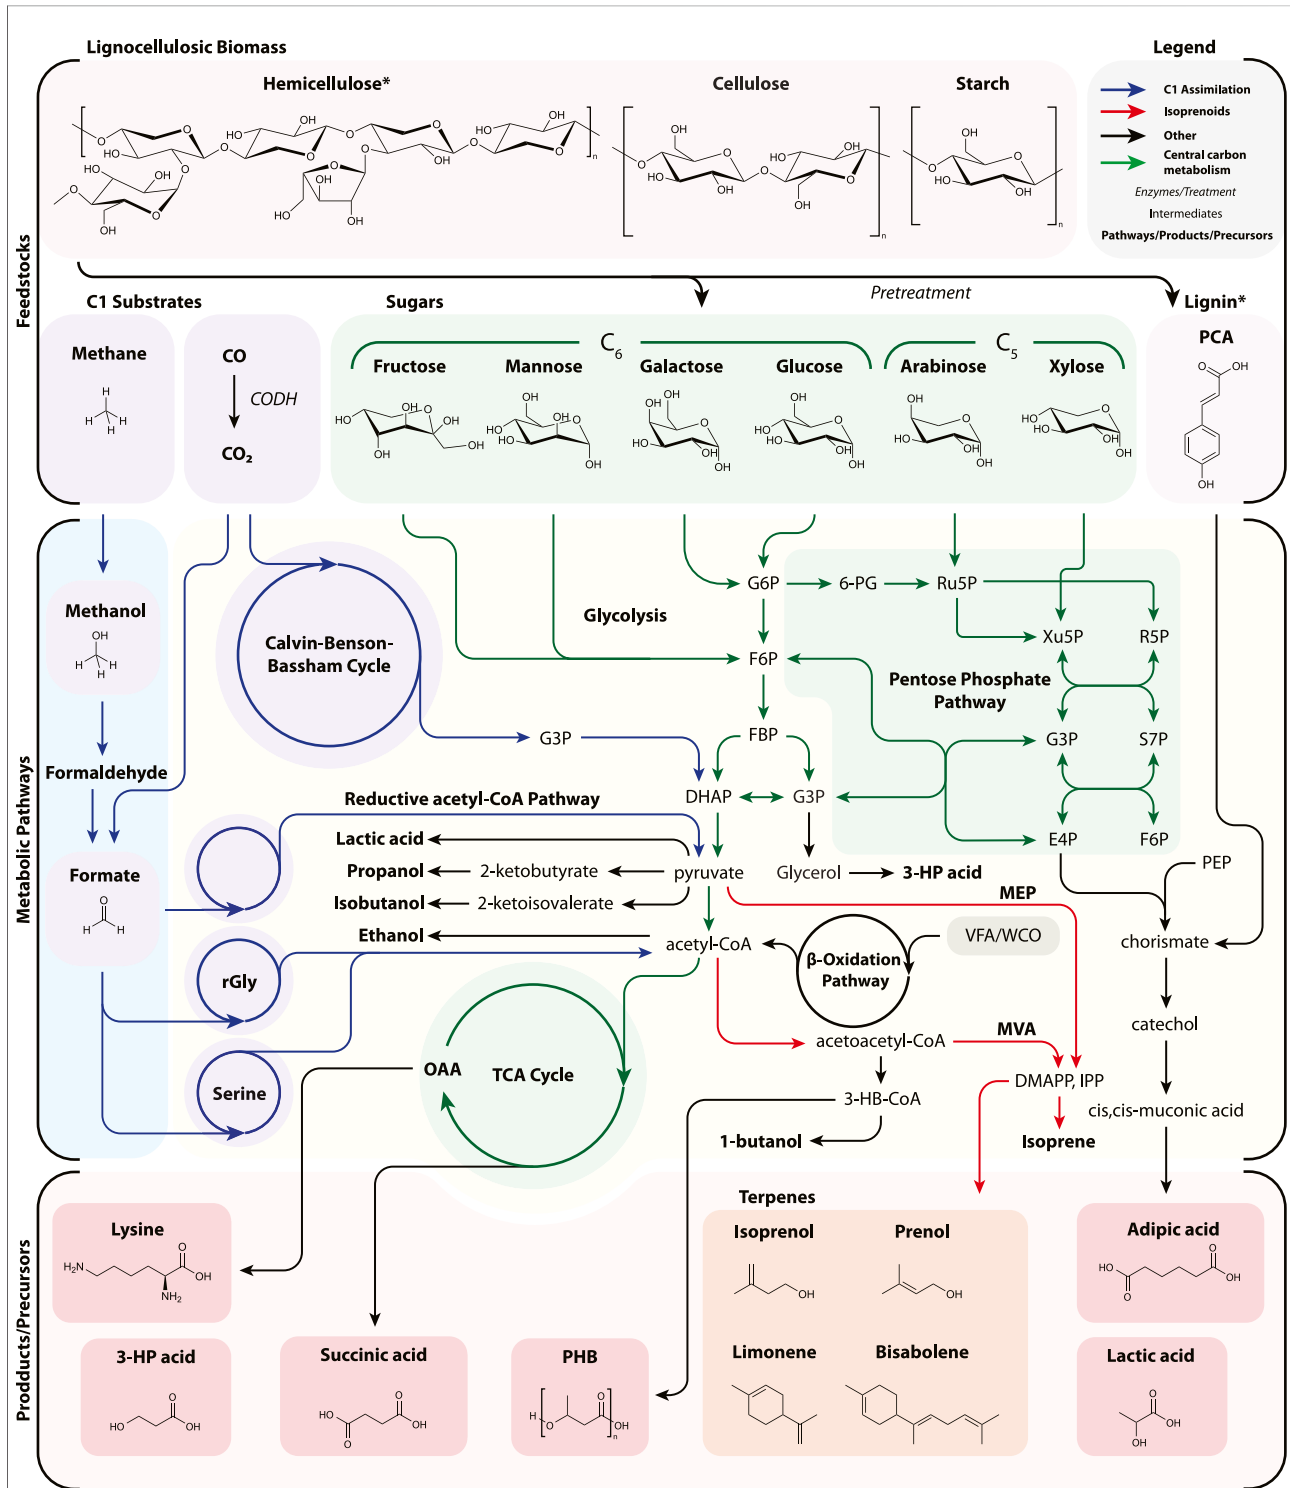 Lignocellulosic Biomass
Legend
Hemicellulose*
Cellulose
Starch
C1 Assimilation
Isoprenoids
Other
Central carbon
metabolism
Enzymes/Treatment
Intermediates
Pathways/Products/Precursors
Feedstocks
Pretreatment
C1 Substrates
Sugars
Lignin*
Methane
CO
CODH
CO₂
C₆
C₅
Fructose
Mannose
Galactose
Glucose
Arabinose
Xylose
PCA
Metabolic Pathways
Methanol
Formaldehyde
Formate
Calvin-Benson-
Bassham Cycle
Glycolysis
G6P
6-PG
Ru5P
Xu5P
R5P
F6P
Pentose Phosphate
Pathway
G3P
FBP
G3P
S7P
DHAP
G3P
Reductive acetyl-CoA Pathway
Lactic acid
E4P
F6P
Propanol
2-ketobutyrate
pyruvate
Glycerol
3-HP acid
PEP
Isobutanol
2-ketoisovalerate
MEP
Ethanol
acetyl-CoA
VFA/WCO
chorismate
rGly
β-Oxidation
Pathway
catechol
acetoacetyl-CoA
MVA
Serine
OAA
TCA Cycle
DMAPP, IPP
3-HB-CoA
cis,cis-muconic acid
1-butanol
Isoprene
Prodducts/Precursors
Terpenes
Lysine
Isoprenol
Prenol
Adipic acid
3-HP acid
Succinic acid
PHB
Limonene
Bisabolene
Lactic acid